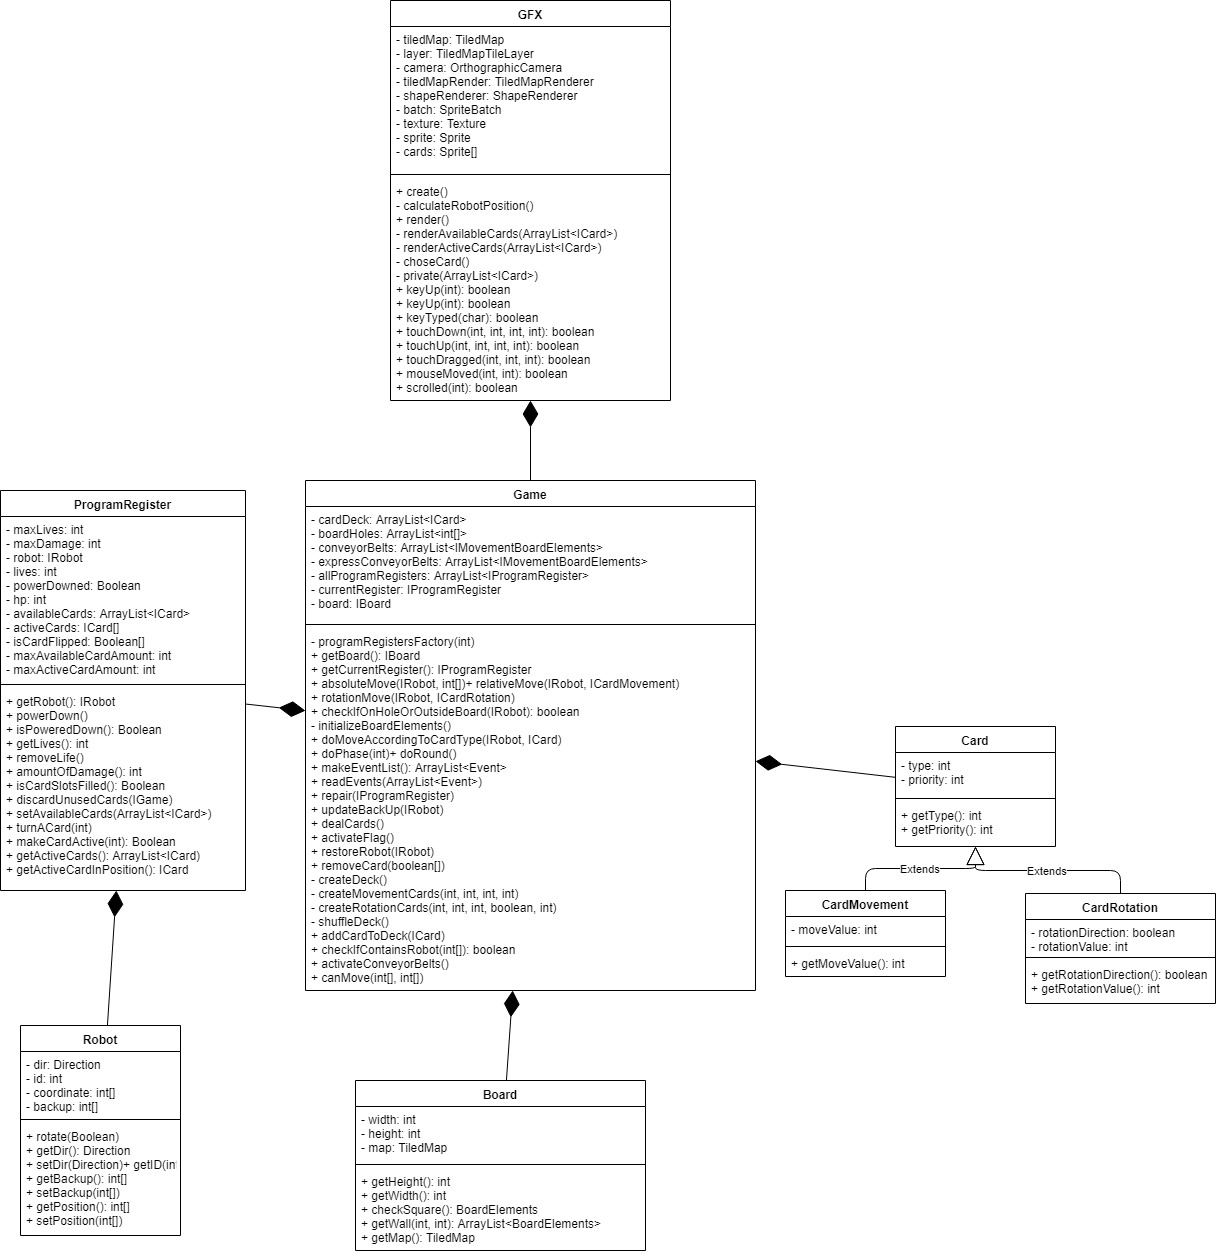 GFX
- tiledMap: TiledMap
- layer: TiledMapTileLayer
- camera: OrthographicCamera
- tiledMapRender: TiledMapRenderer
- shapeRenderer: ShapeRenderer
- batch: SpriteBatch
- texture: Texture
- sprite: Sprite
- cards: Sprite[]
+ create()
- calculateRobotPosition()
+ render()
- renderAvailableCards(ArrayList<ICard>)
- renderActiveCards(ArrayList<ICard>)
- choseCard()
- private(ArrayList<ICard>)
+ keyUp(int): boolean
+ keyUp(int): boolean
+ keyTyped(char): boolean
+ touchDown(int, int, int, int): boolean
+ touchUp(int, int, int, int): boolean
+ touchDragged(int, int, int): boolean
+ mouseMoved(int, int): boolean
+ scrolled(int): boolean
ProgramRegister
- maxLives: int
- maxDamage: int
- robot: IRobot
- lives: int
- powerDowned: Boolean
- hp: int
- availableCards: ArrayList<ICard>
- activeCards: ICard[]
- isCardFlipped: Boolean[]
- maxAvailableCardAmount: int
- maxActiveCardAmount: int
+ getRobot(): IRobot
+ powerDown()
+ isPoweredDown(): Boolean
+ getLives(): int
+ removeLife()
+ amountOfDamage(): int
+ isCardSlotsFilled(): Boolean
+ discardUnusedCards(IGame)
+ setAvailableCards(ArrayList<ICard>)
+ turnACard(int)
+ makeCardActive(int): Boolean
+ getActiveCards(): ArrayList<ICard)
+ getActiveCardInPosition(): ICard
Game
- cardDeck: ArrayList<ICard>
- boardHoles: ArrayList<int[]>
- conveyorBelts: ArrayList<IMovementBoardElements>
- expressConveyorBelts: ArrayList<IMovementBoardElements>
- allProgramRegisters: ArrayList<IProgramRegister>
- currentRegister: IProgramRegister
- board: IBoard
- programRegistersFactory(int)
+ getBoard(): IBoard
+ getCurrentRegister(): IProgramRegister
+ absoluteMove(IRobot, int[])+ relativeMove(IRobot, ICardMovement)
+ rotationMove(IRobot, ICardRotation)
+ checkIfOnHoleOrOutsideBoard(IRobot): boolean
- initializeBoardElements()
+ doMoveAccordingToCardType(IRobot, ICard)
+ doPhase(int)+ doRound()
+ makeEventList(): ArrayList<Event>
+ readEvents(ArrayList<Event>)
+ repair(IProgramRegister)
+ updateBackUp(IRobot)
+ dealCards()
+ activateFlag()
+ restoreRobot(IRobot)
+ removeCard(boolean[])
- createDeck()
- createMovementCards(int, int, int, int)
- createRotationCards(int, int, int, boolean, int)
- shuffleDeck()
+ addCardToDeck(ICard)
+ checkIfContainsRobot(int[]): boolean
+ activateConveyorBelts()
+ canMove(int[], int[])
Card
- type: int
- priority: int
+ getType(): int
+ getPriority(): int
Extends
Extends
CardMovement
- moveValue: int
+ getMoveValue(): int
CardRotation
- rotationDirection: boolean
- rotationValue: int
+ getRotationDirection(): boolean
+ getRotationValue(): int
Robot
- dir: Direction
- id: int
- coordinate: int[]
- backup: int[]
+ rotate(Boolean)
+ getDir(): Direction
+ setDir(Direction)+ getID(int
+ getBackup(): int[]
+ setBackup(int[])
+ getPosition(): int[]
+ setPosition(int[])
Board
- width: int
- height: int
- map: TiledMap
+ getHeight(): int
+ getWidth(): int
+ checkSquare(): BoardElements
+ getWall(int, int): ArrayList<BoardElements>
+ getMap(): TiledMap